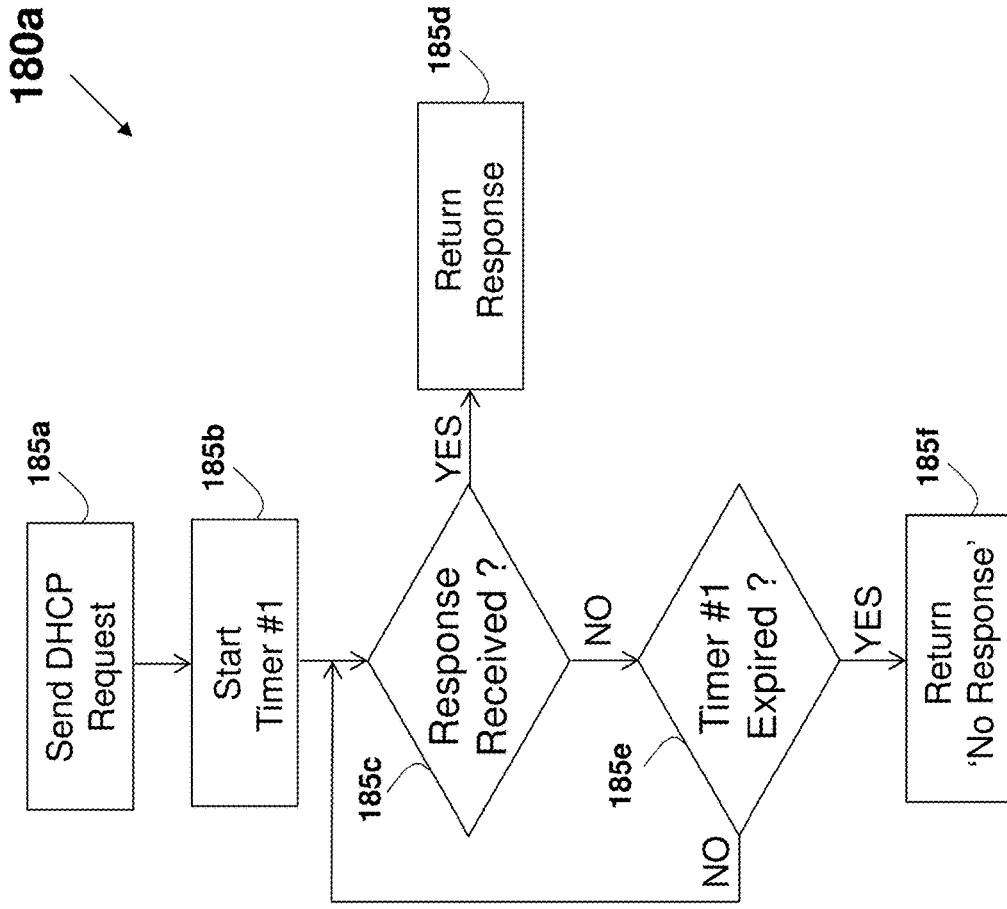 180a
Send DHCP
Request
185a
Start
Timer #1
185b
Response
Received ?
185c
YES
Return
Response
185d
NO
Timer #1
Expired ?
185e
NO
YES
Return
'No Response'
185f